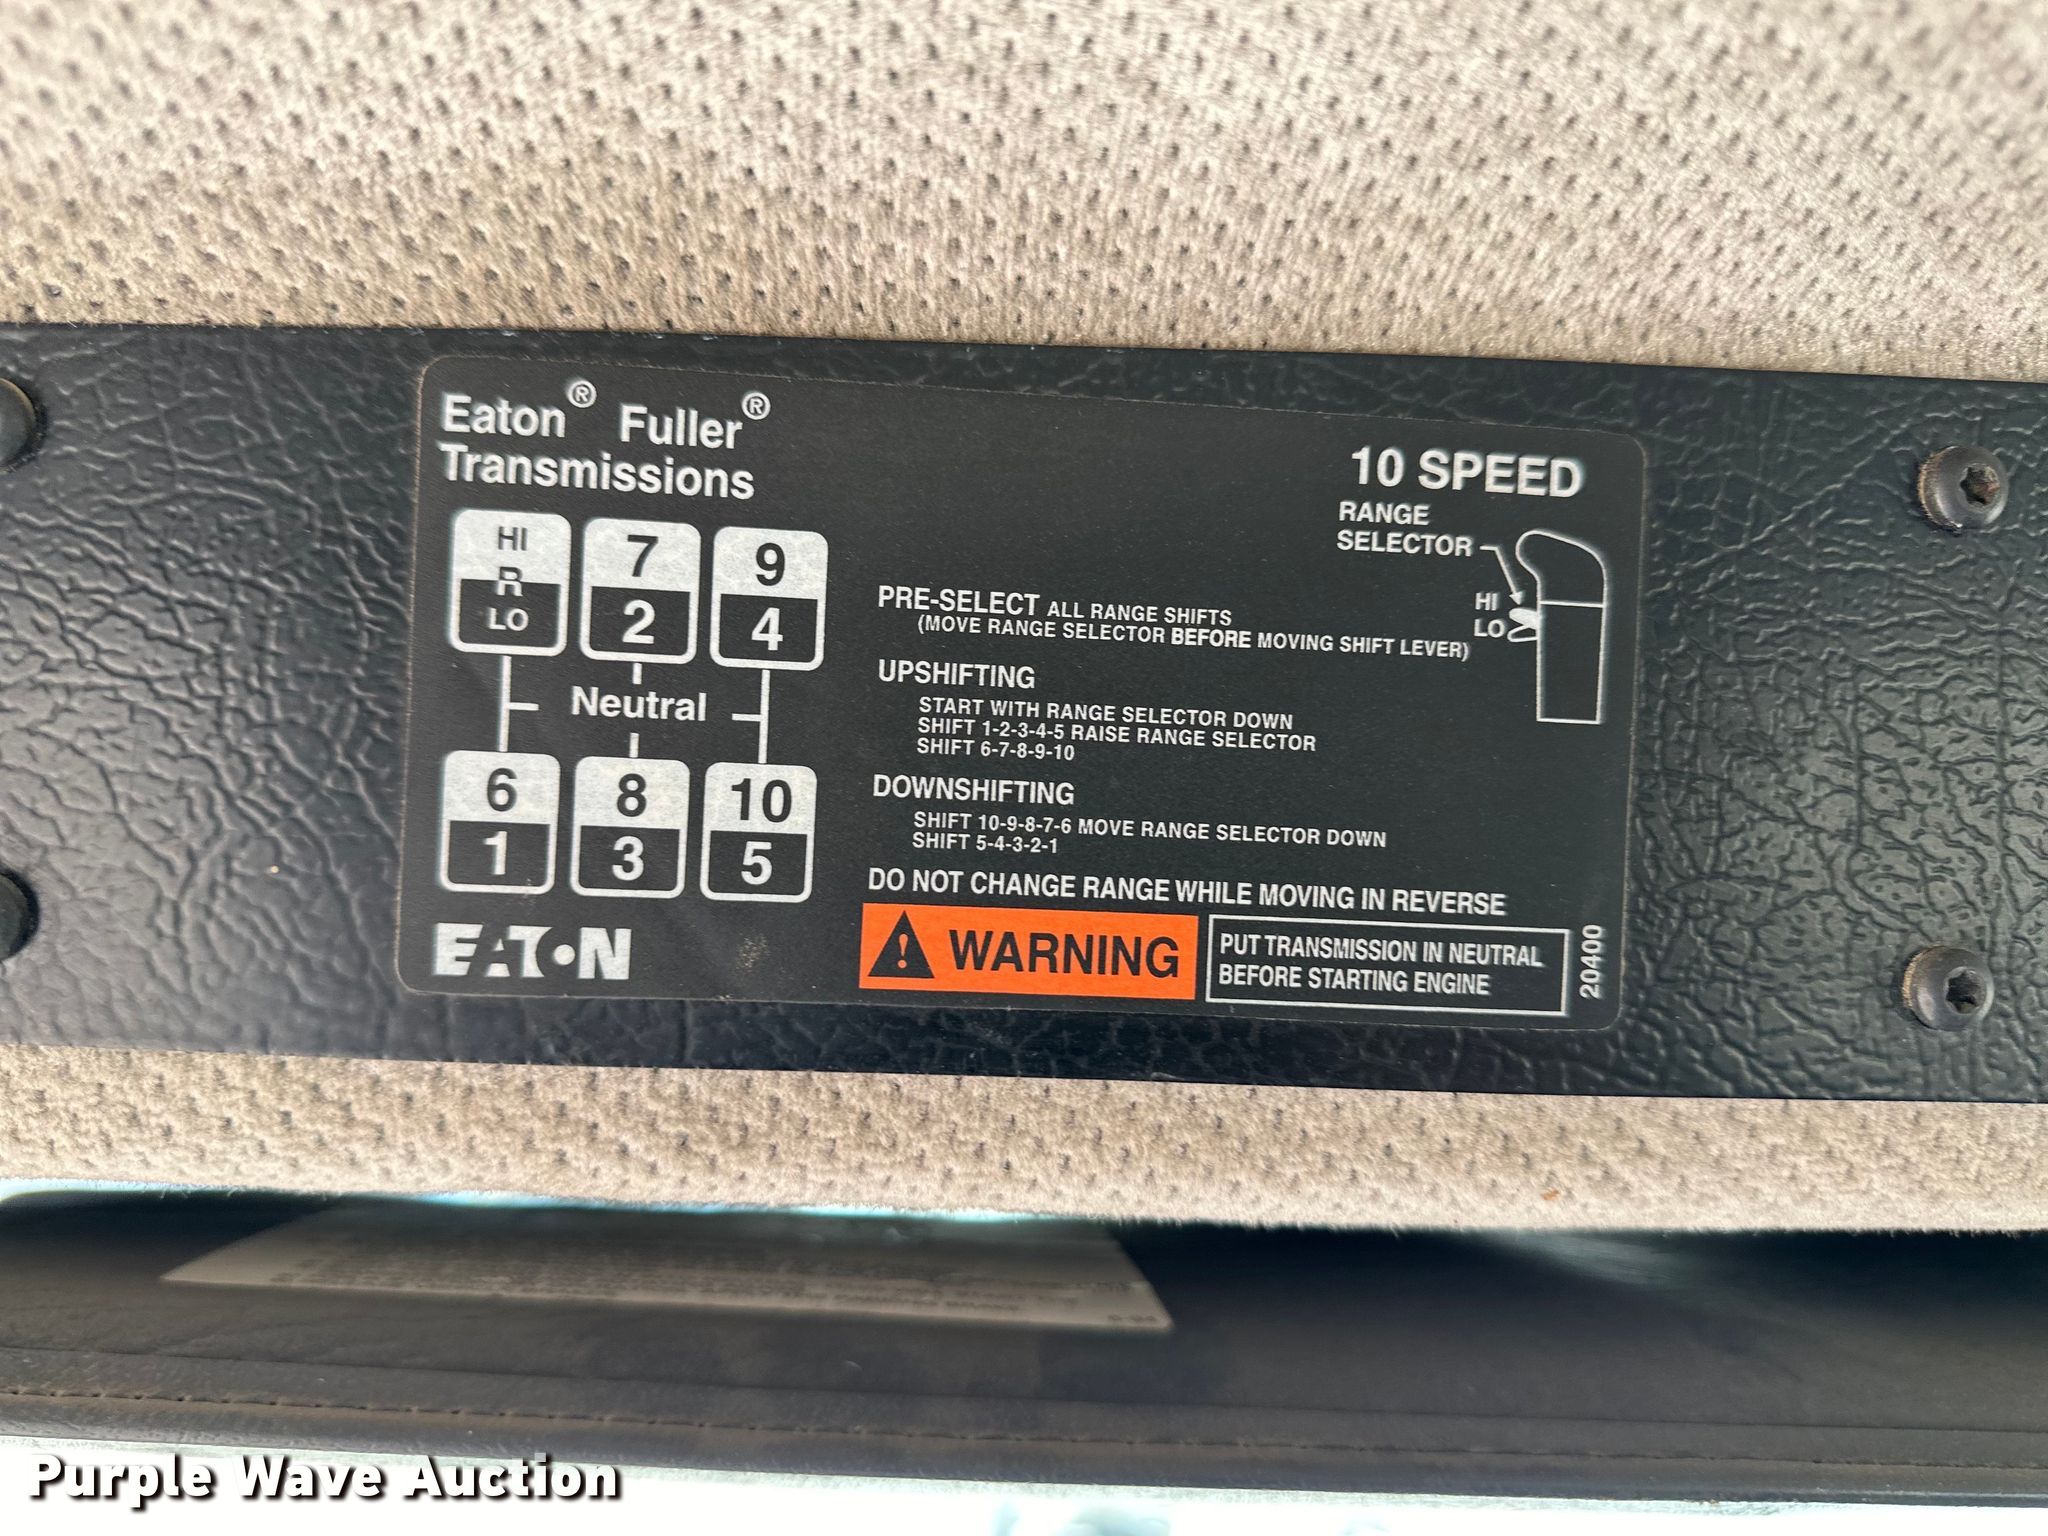 Eaton® Fuller®
Transmissions
HI
R
LO
7
2
9
4
Neutral
6
1
8
3
10
5
EATON
10 SPEED
RANGE
SELECTOR
HI
LO
PRE-SELECT ALL RANGE SHIFTS
(MOVE RANGE SELECTOR BEFORE MOVING SHIFT LEVER)
UPSHIFTING
START WITH RANGE SELECTOR DOWN
SHIFT 1-2-3-4-5 RAISE RANGE SELECTOR
SHIFT 6-7-8-9-10
DOWNSHIFTING
SHIFT 10-9-8-7-6 MOVE RANGE SELECTOR DOWN
SHIFT 5-4-3-2-1
DO NOT CHANGE RANGE WHILE MOVING IN REVERSE
WARNING
PUT TRANSMISSION IN NEUTRAL
BEFORE STARTING ENGINE
20400
Purple Wave Auction